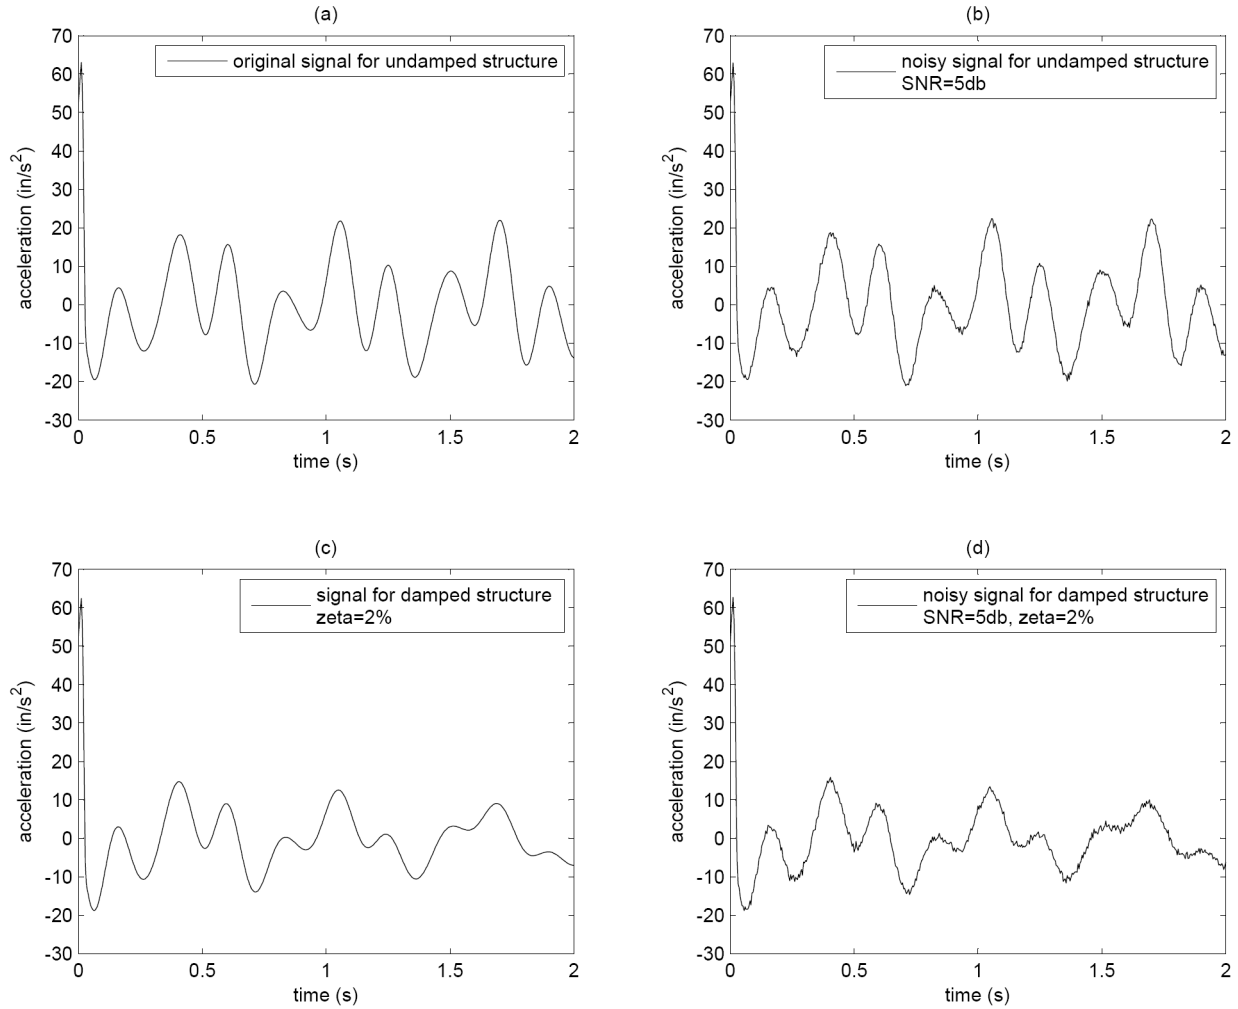 (a)
original signal for undamped structure
70
60
50
40
30
20
10
0
-10
-20
-30
acceleration (in/s²)
0 0.5 1 1.5 2
time (s)
(b)
noisy signal for undamped structure
SNR=5db
70
60
50
40
30
20
10
0
-10
-20
-30
acceleration (in/s²)
0 0.5 1 1.5 2
time (s)
(c)
signal for damped structure
zeta=2%
70
60
50
40
30
20
10
0
-10
-20
-30
acceleration (in/s²)
0 0.5 1 1.5 2
time (s)
(d)
noisy signal for damped structure
SNR=5db, zeta=2%
70
60
50
40
30
20
10
0
-10
-20
-30
acceleration (in/s²)
0 0.5 1 1.5 2
time (s)